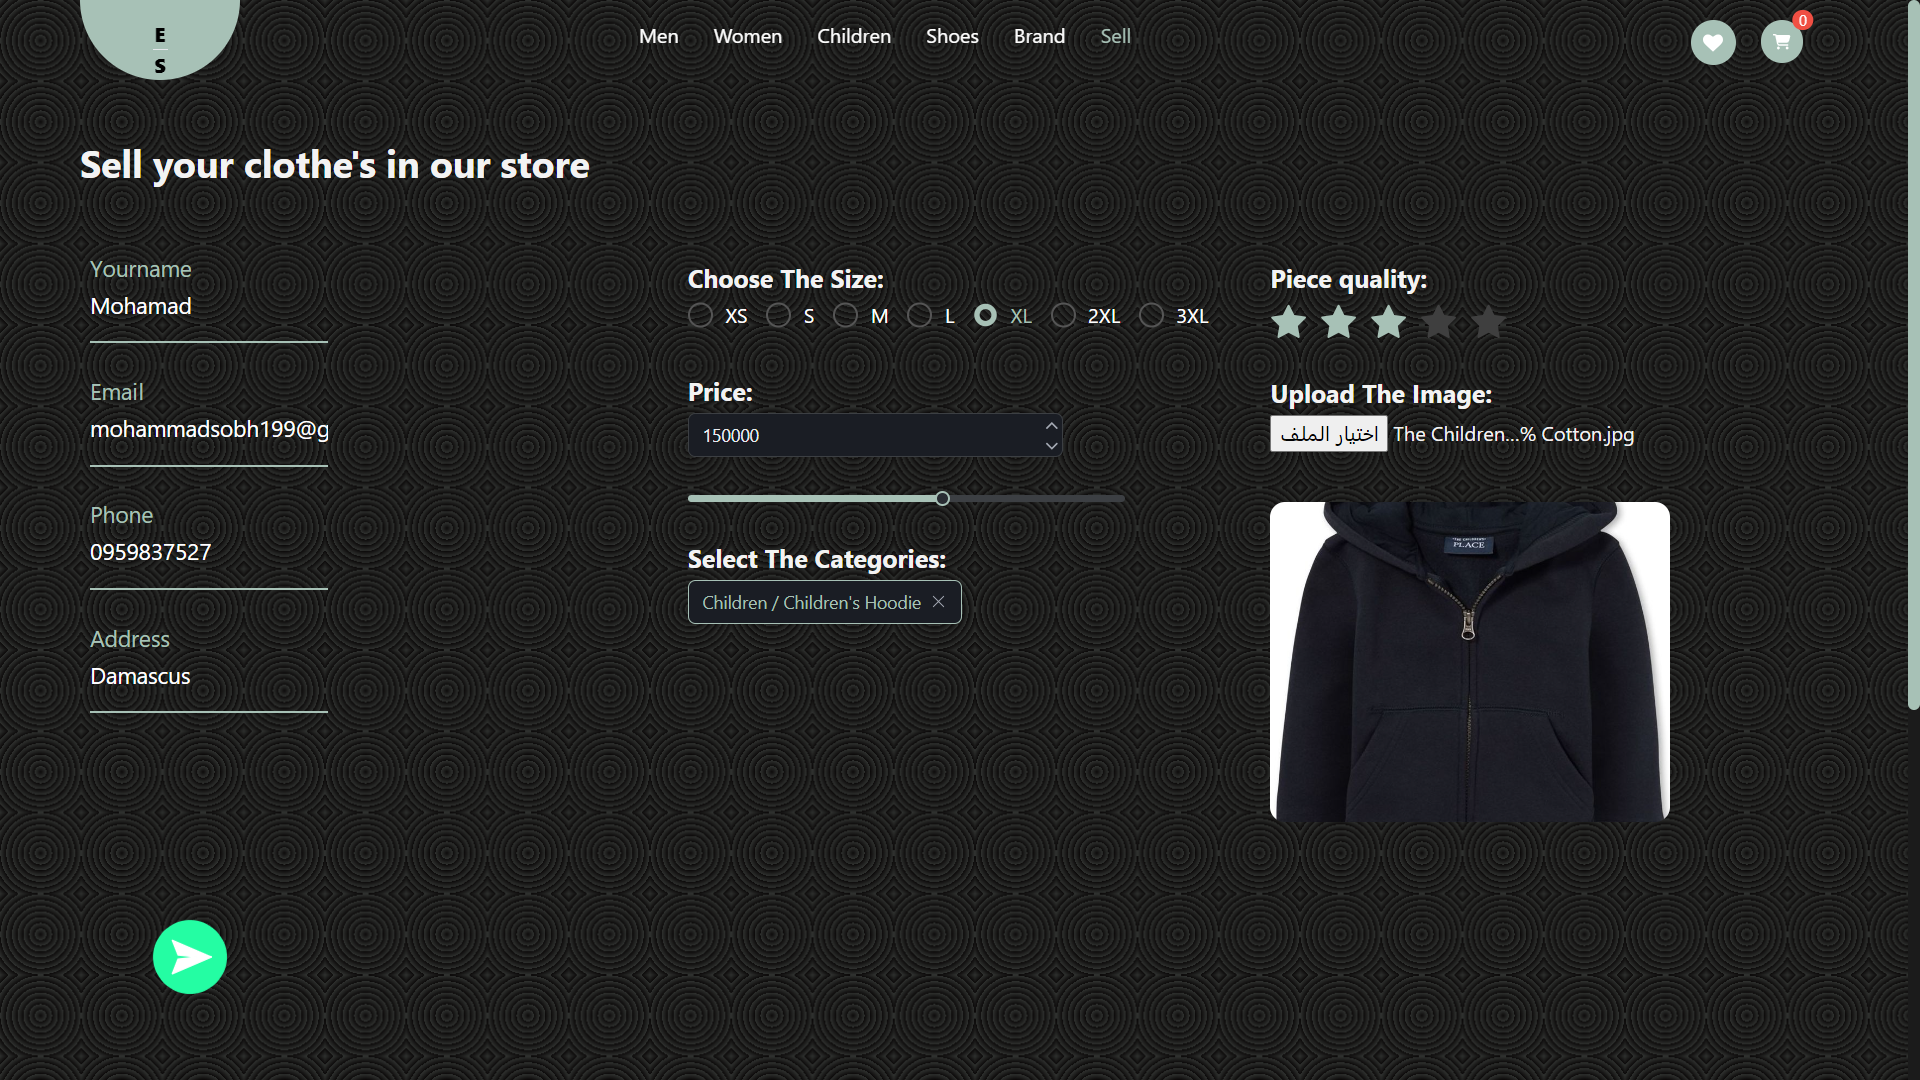 E
S
Men
Women
Children
Shoes
Brand
Sell
0
Sell your clothe's in our store
Yourname
Mohamad
Email
mohammadsobh199@g
Phone
0959837527
Address
Damascus
Choose The Size:
XS S M L XL 2XL 3XL
Price:
150000
Select The Categories:
Children / Children's Hoodie
Piece quality:
Upload The Image:
اختيار الملف The Children...% Cotton.jpg
PLACE